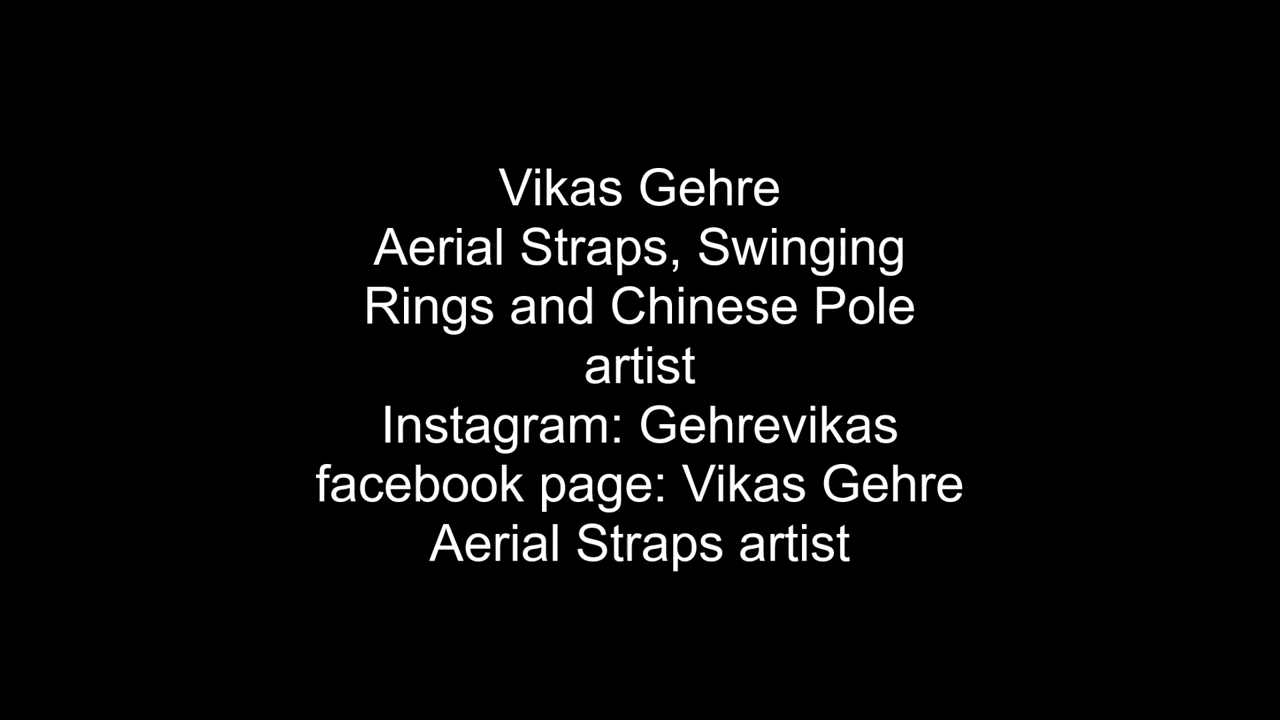 Vikas Gehre
Aerial Straps, Swinging
Rings and Chinese Pole
artist
Instagram: Gehrevikas
facebook page: Vikas Gehre
Aerial Straps artist